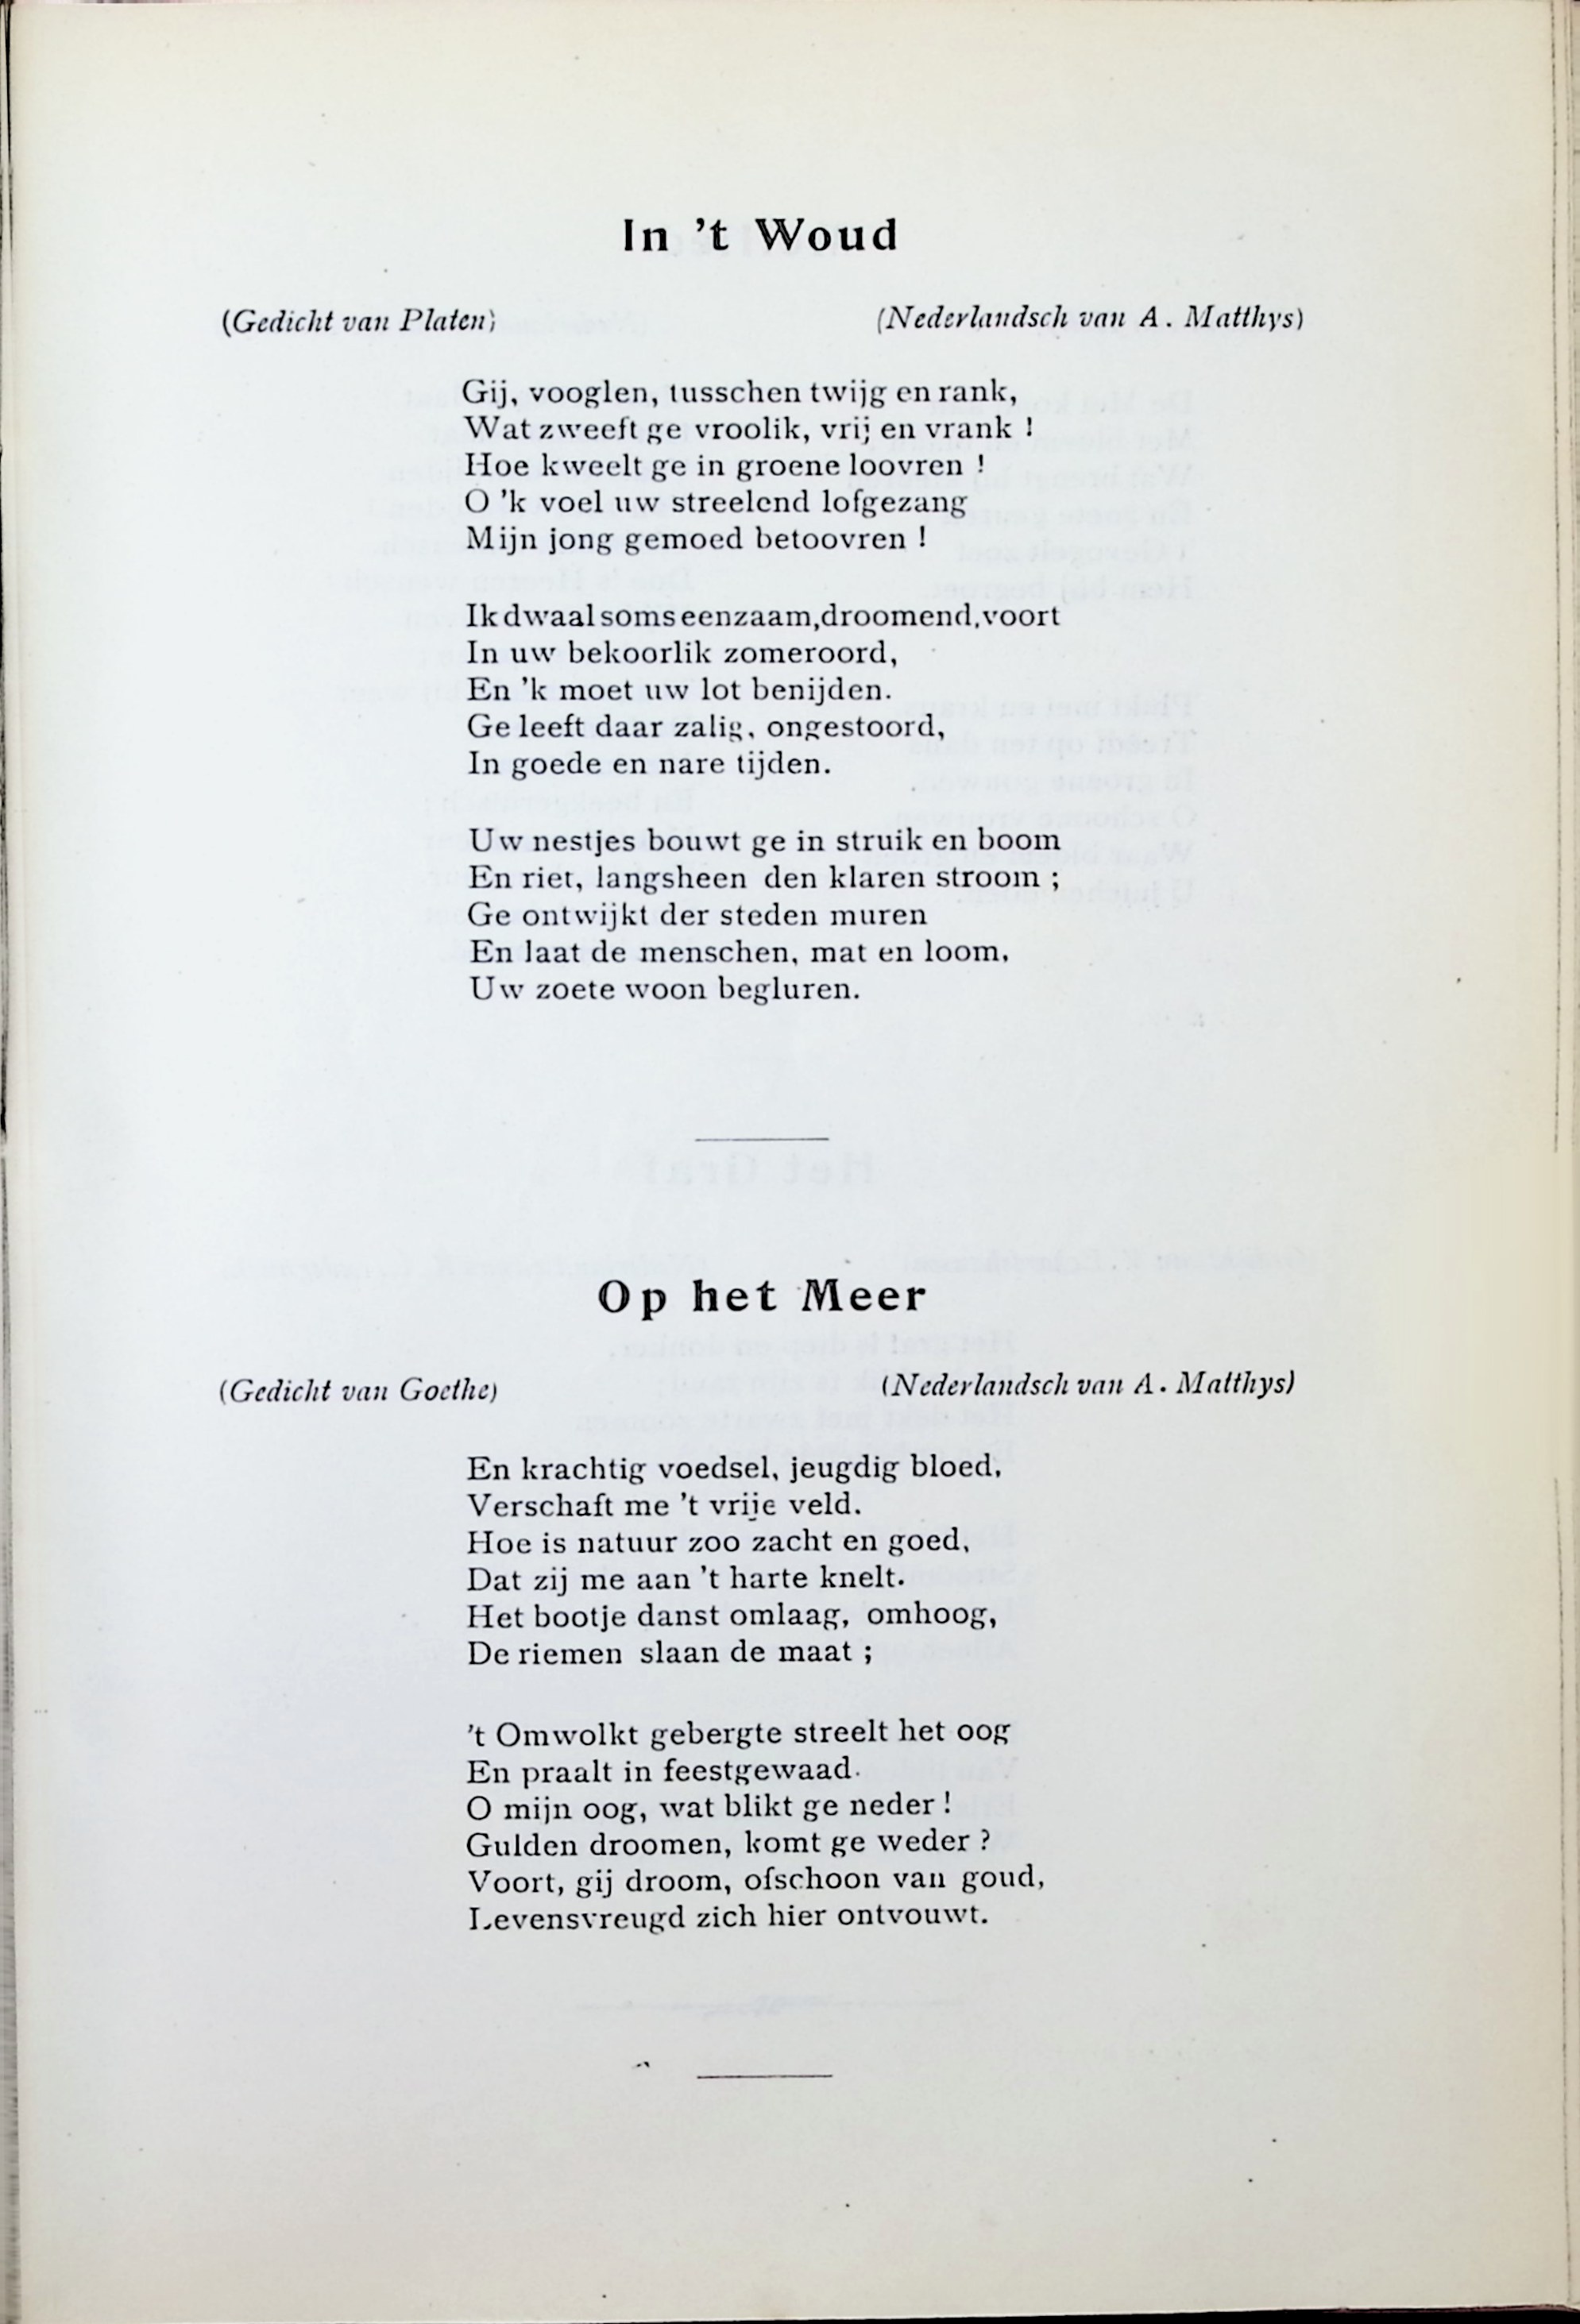 In 't Woud
(Gedicht van Platen) (Nederlandsch van A. Matthys)
Gij, vooglen, tusschen twijg en rank,
Wat zweeft ge vroolik, vrij en vrank !
Hoe kweelt ge in groene loovren !
O 'k voel uw streelend lofgezang
Mijn jong gemoed betoovren !
Ik dwaal soms eenzaam, droomend, voort
In uw bekoorlik zomeroord,
En 'k moet uw lot benijden.
Ge leeft daar zalig, ongestoord,
In goede en nare tijden.
Uw nestjes bouwt ge in struik en boom
En riet, langsheen den klaren stroom ;
Ge ontwijkt der steden muren
En laat de menschen, mat en loom,
Uw zoete woon begluren.
Op het Meer
(Gedicht van Goethe) (Nederlandsch van A. Matthys)
En krachtig voedsel, jeugdig bloed,
Verschaft me 't vrije veld.
Hoe is natuur zoo zacht en goed,
Dat zij me aan 't harte knelt.
Het bootje danst omlaag, omhoog,
De riemen slaan de maat ;
't Omwolkt gebergte streelt het oog
En praalt in feestgewaad.
O mijn oog, wat blikt ge neder !
Gulden droomen, komt ge weder ?
Voort, gij droom, ofschoon van goud,
Levensvreugd zich hier ontvouwt.